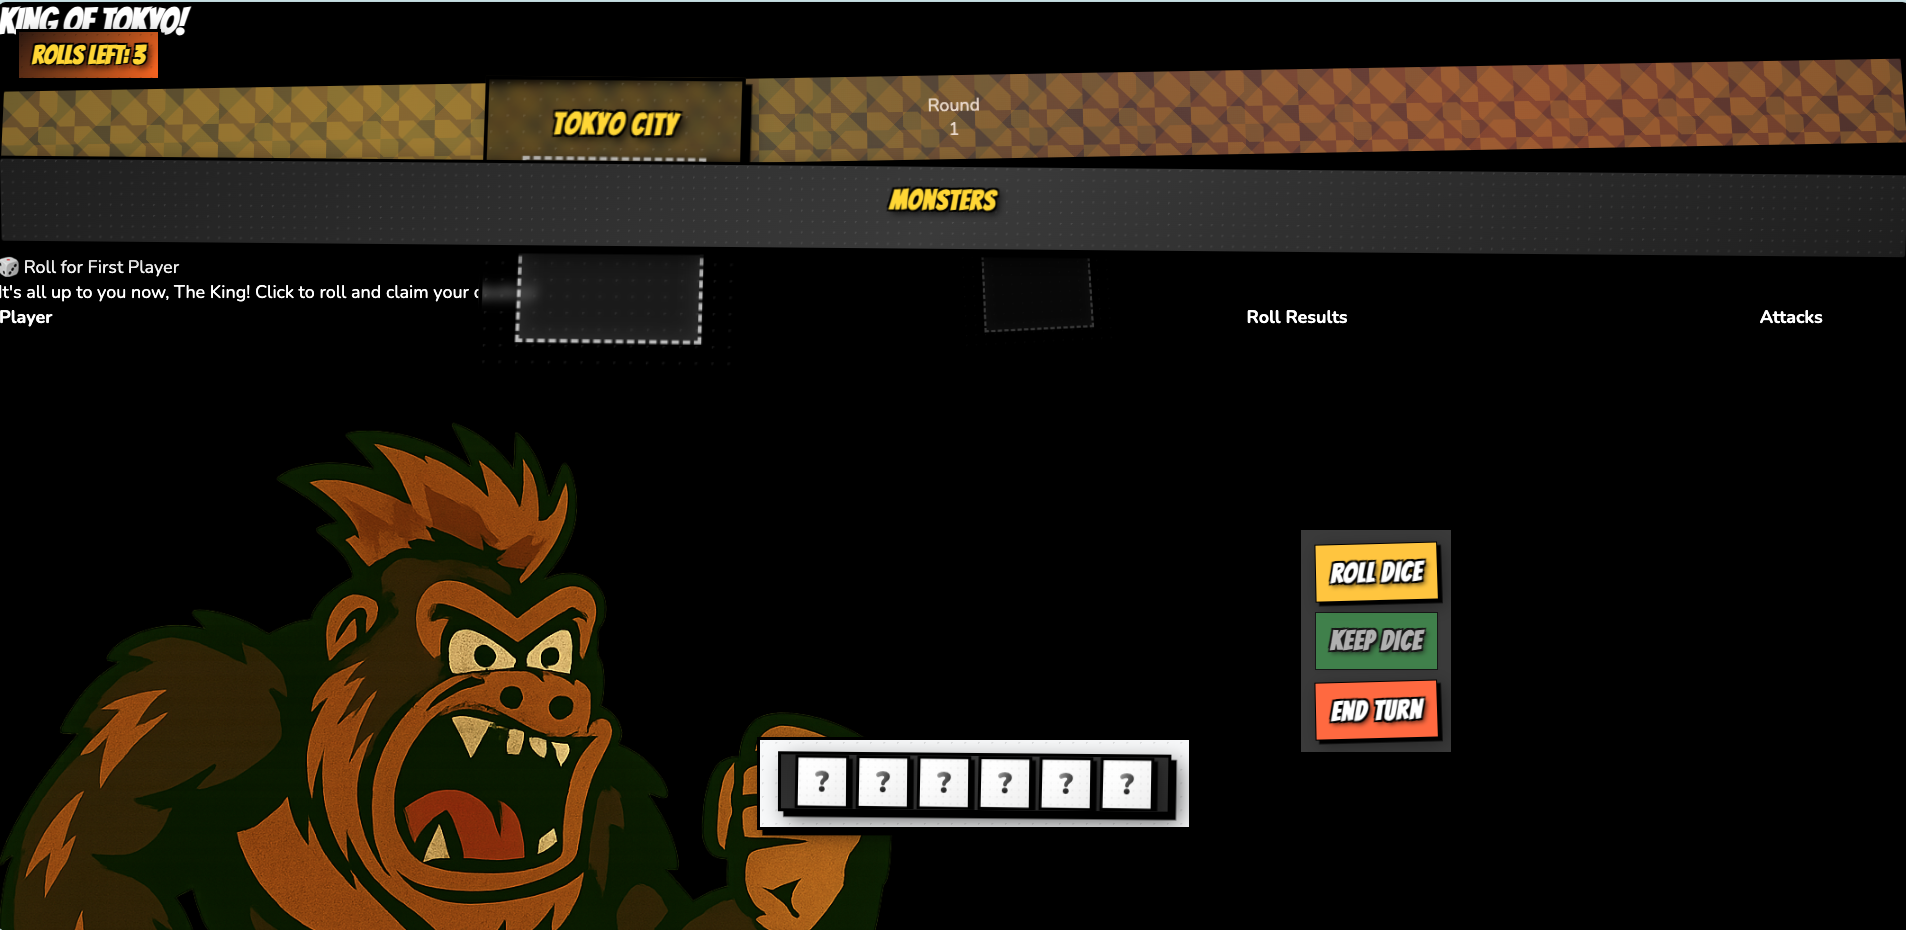 KING OF TOKYO!
ROLLS LEFT: 3
TOKYO CITY
Round
1
MONSTERS
Roll for First Player
It's all up to you now, The King! Click to roll and claim your
Player
Roll Results
Attacks
ROLL DICE
KEEP DICE
END TURN
? ? ? ? ? ?